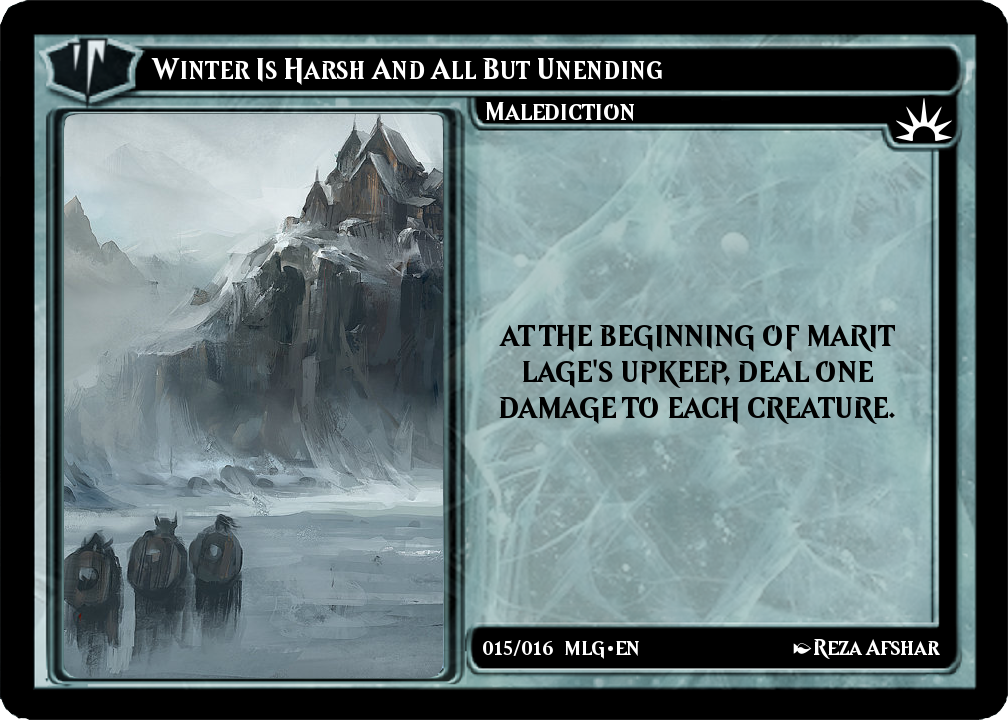 Winter Is Harsh And All But Unending
Malediction
AT THE BEGINNING OF MARIT
LAGE'S UPKEEP, DEAL ONE
DAMAGE TO EACH CREATURE.
015/016 MLG•EN
Reza Afshar